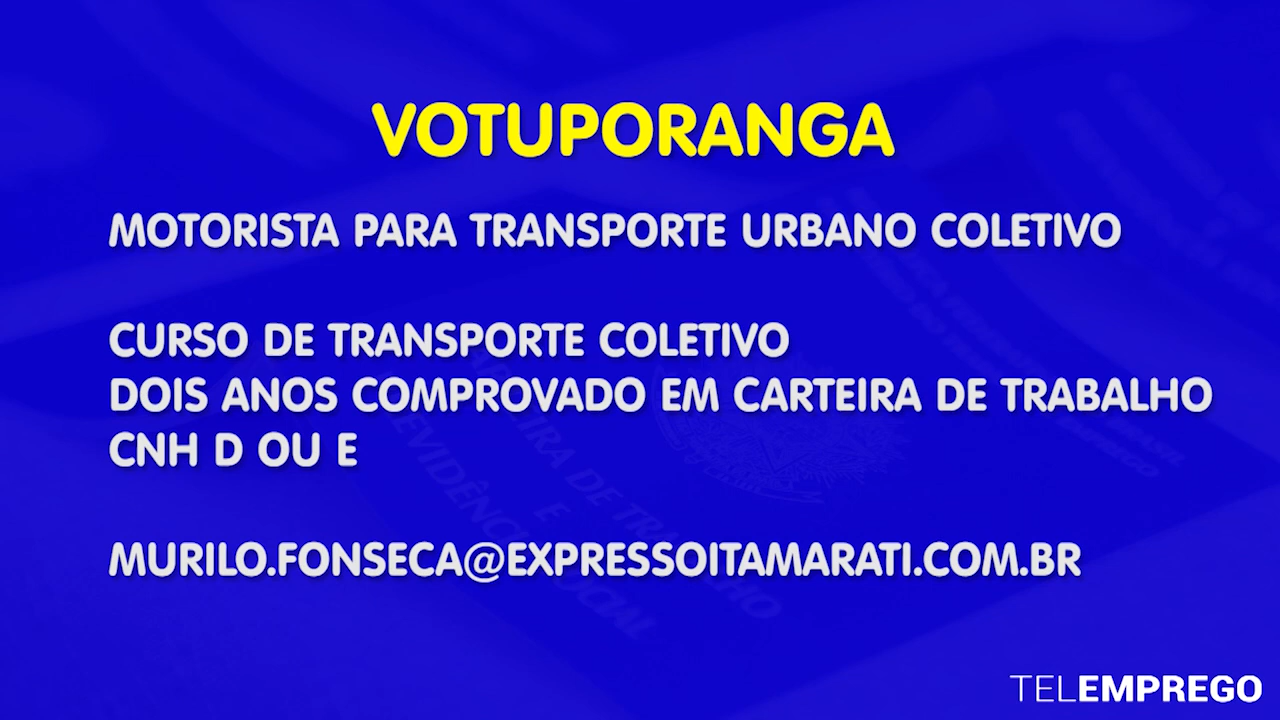 VOTUPORANGA
MOTORISTA PARA TRANSPORTE URBANO COLETIVO
CURSO DE TRANSPORTE COLETIVO
DOIS ANOS COMPROVADO EM CARTEIRA DE TRABALHO
CNH D OU E
MURILO.FONSECA@EXPRESSOITAMARATI.COM.BR
TELEMPREGO